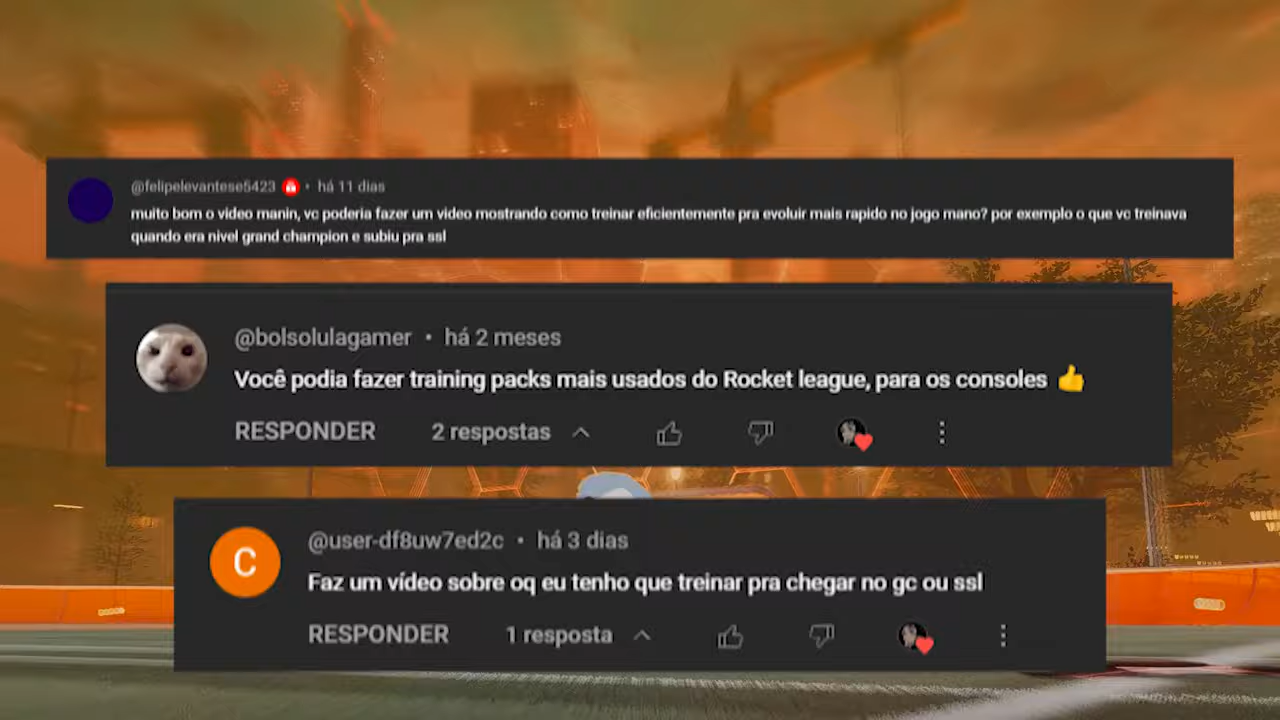 @felipelevantese5423 • há 11 dias
muito bom o video manin, vc poderia fazer um video mostrando como treinar eficientemente pra evoluir mais rapido no jogo mano? por exemplo o que vc treinava
quando era nivel grand champion e subiu pra ssl
@bolsolulagamer • há 2 meses
Você podia fazer training packs mais usados do Rocket league, para os consoles 👍
RESPONDER 2 respostas
C
@user-df8uw7ed2c • há 3 dias
Faz um vídeo sobre oq eu tenho que treinar pra chegar no gc ou ssl
RESPONDER 1 resposta